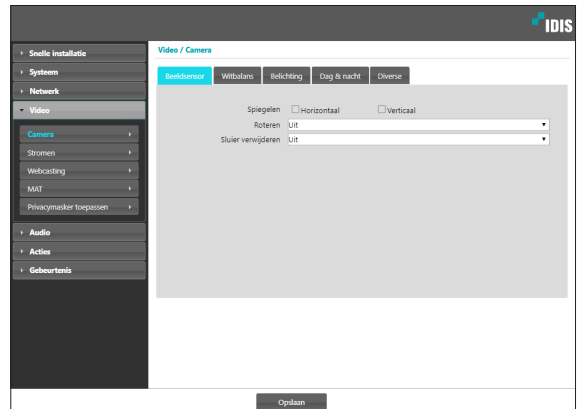 IDIS
Snelle installatie
Systeem
Netwerk
Video
Camera
Stromen
Webcasting
MAT
Privacymasker toepassen
Audio
Acties
Gebeurtenis
Video / Camera
Beeldsensor Witbalans Belichting Dag & nacht Diverse
Spiegelen Horizontaal Verticaal
Roteren Uit
Sluier verwijderen Uit
Opslaan